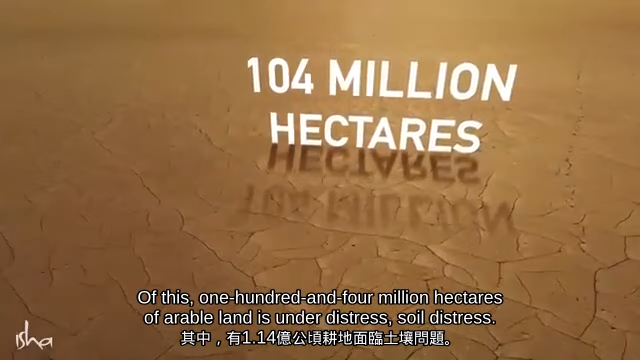 104 MILLION
HECTARES
Of this, one-hundred-and-four million hectares
of arable land is under distress, soil distress.
其中，有1.14億公頃耕地面臨土壤問題。
isha